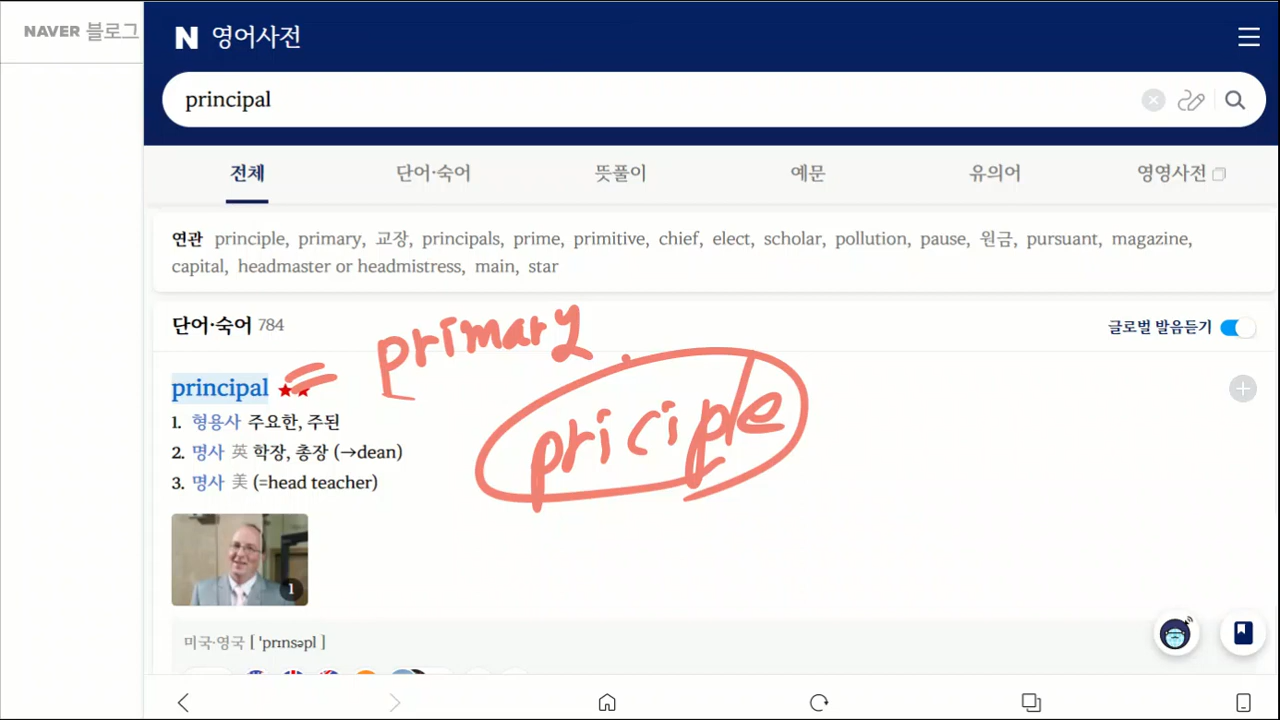 NAVER 블로그
N 영어사전
principal
전체 단어·숙어 뜻풀이 예문 유의어 영영사전
연관 principle, primary, 교장, principals, prime, primitive, chief, elect, scholar, pollution, pause, 원금, pursuant, magazine,
capital, headmaster or headmistress, main, star
단어·숙어 784
글로벌 발음듣기
principal ★★ = primary
priciple
1. 형용사 주요한, 주된
2. 명사 英 학장, 총장 (→dean)
3. 명사 美 (=head teacher)
1
미국·영국 [ ˈprɪnsəpl ]